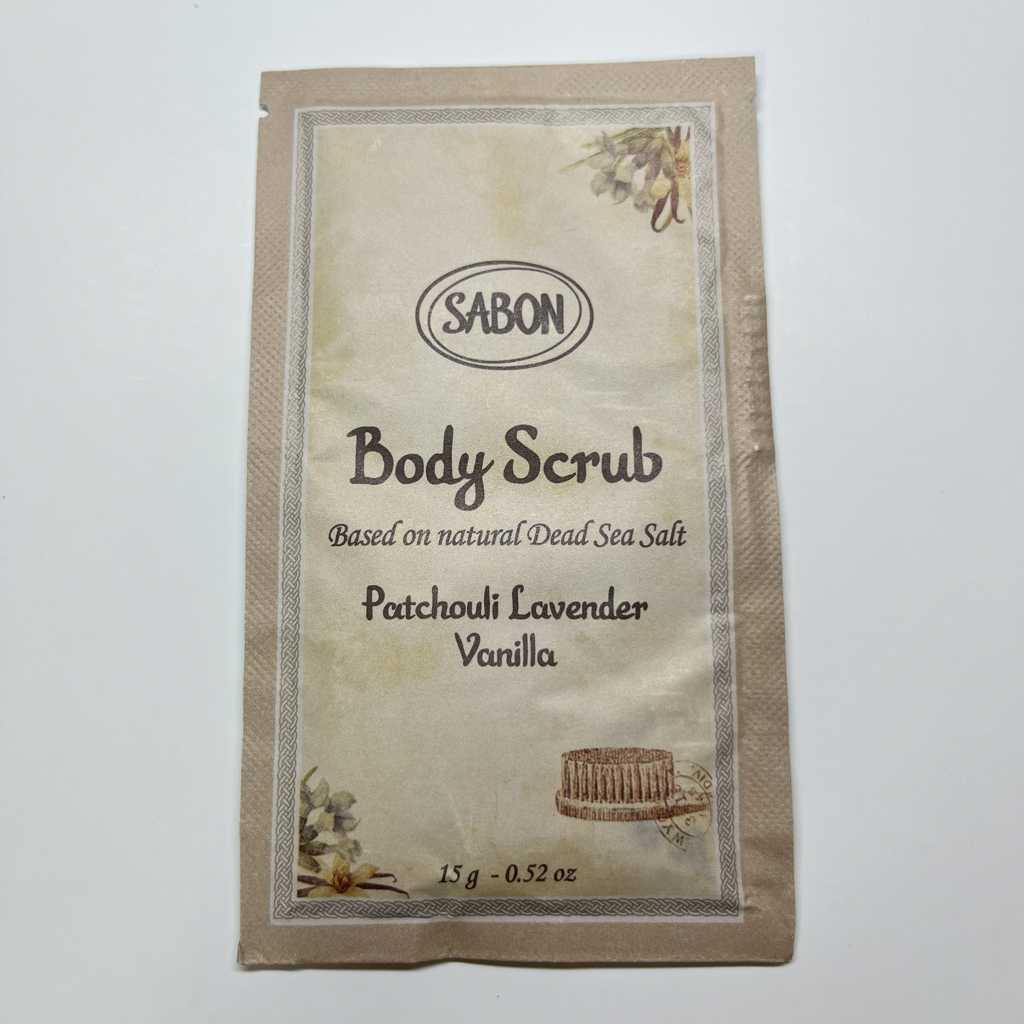 SABON
Body Scrub
Based on natural Dead Sea Salt
Patchouli Lavender
Vanilla
15 g - 0.52 oz